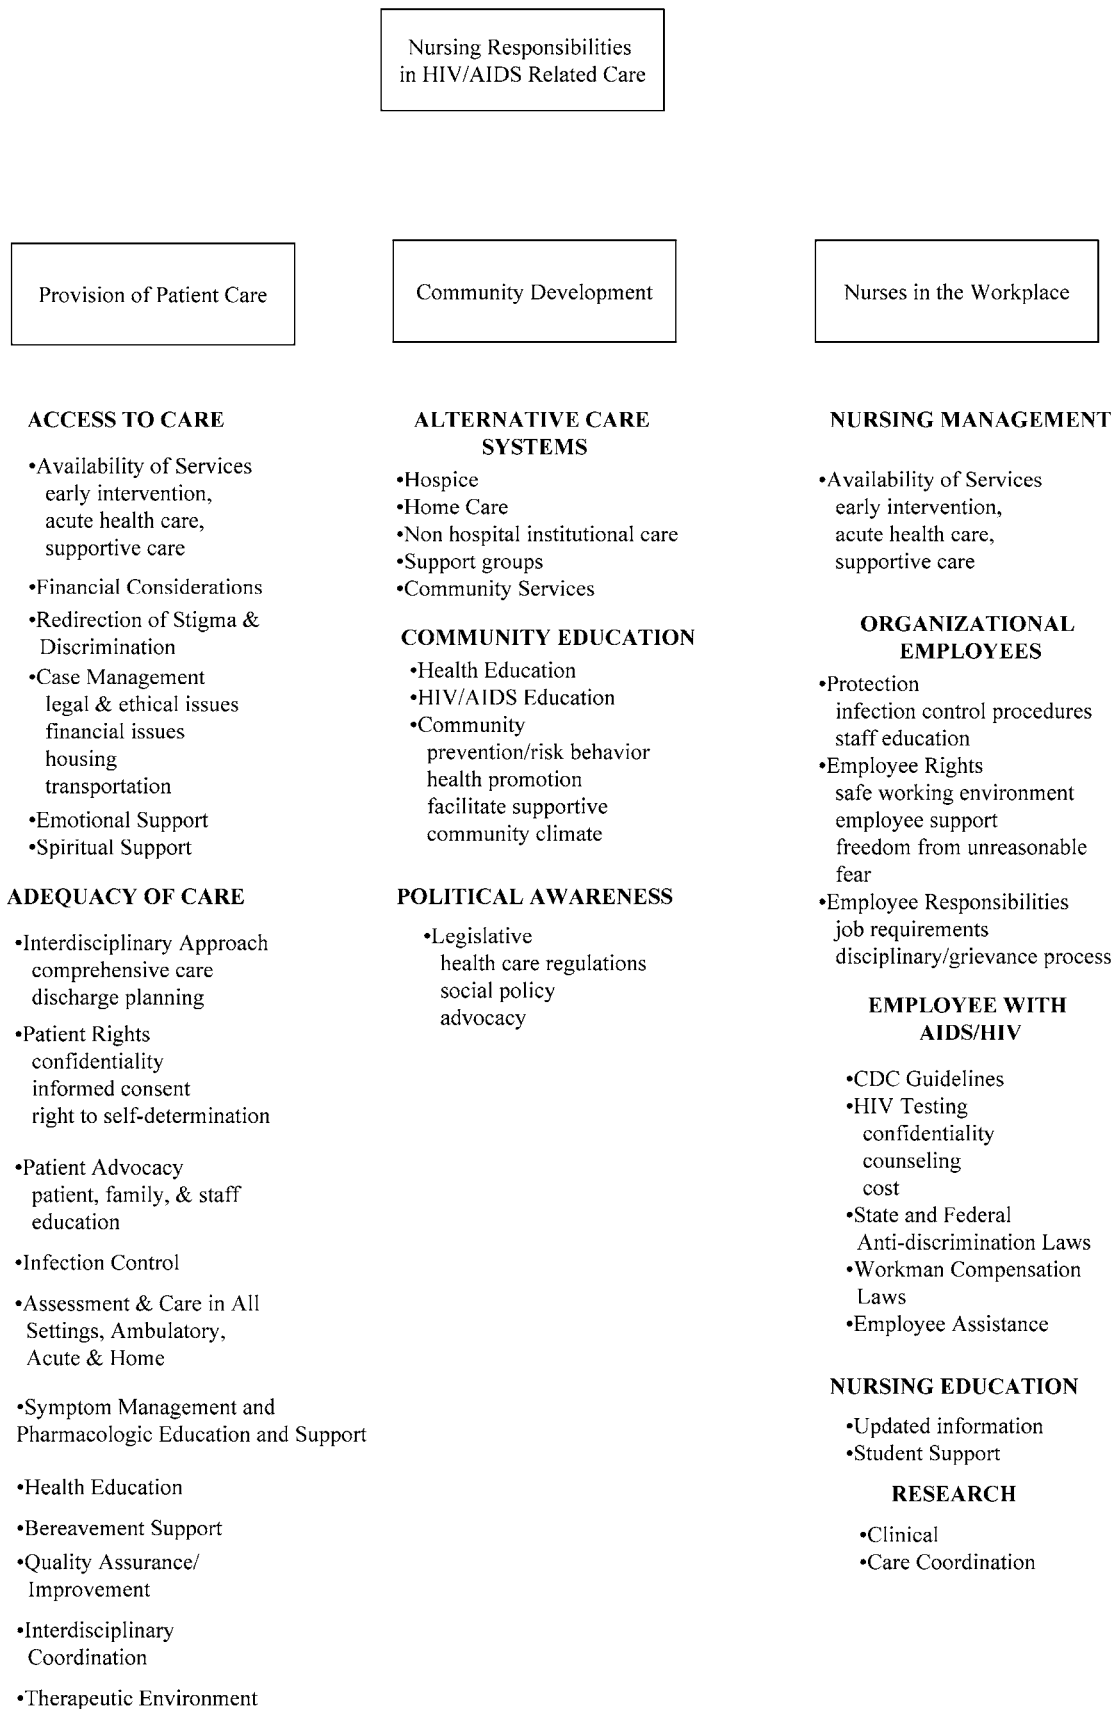 Nursing Responsibilities
in HIV/AIDS Related Care
Provision of Patient Care
ACCESS TO CARE
•Availability of Services
early intervention,
acute health care,
supportive care
•Financial Considerations
•Redirection of Stigma &
Discrimination
•Case Management
legal & ethical issues
financial issues
housing
transportation
•Emotional Support
•Spiritual Support
ADEQUACY OF CARE
•Interdisciplinary Approach
comprehensive care
discharge planning
•Patient Rights
confidentiality
informed consent
right to self-determination
•Patient Advocacy
patient, family, & staff
education
•Infection Control
•Assessment & Care in All
Settings, Ambulatory,
Acute & Home
•Symptom Management and
Pharmacologic Education and Support
•Health Education
•Bereavement Support
•Quality Assurance/
Improvement
•Interdisciplinary
Coordination
•Therapeutic Environment
Community Development
ALTERNATIVE CARE
SYSTEMS
•Hospice
•Home Care
•Non hospital institutional care
•Support groups
•Community Services
COMMUNITY EDUCATION
•Health Education
•HIV/AIDS Education
•Community
prevention/risk behavior
health promotion
facilitate supportive
community climate
POLITICAL AWARENESS
•Legislative
health care regulations
social policy
advocacy
Nurses in the Workplace
NURSING MANAGEMENT
•Availability of Services
early intervention,
acute health care,
supportive care
ORGANIZATIONAL
EMPLOYEES
•Protection
infection control procedures
staff education
•Employee Rights
safe working environment
employee support
freedom from unreasonable
fear
•Employee Responsibilities
job requirements
disciplinary/grievance process
EMPLOYEE WITH
AIDS/HIV
•CDC Guidelines
•HIV Testing
confidentiality
counseling
cost
•State and Federal
Anti-discrimination Laws
•Workman Compensation
Laws
•Employee Assistance
NURSING EDUCATION
•Updated information
•Student Support
RESEARCH
•Clinical
•Care Coordination